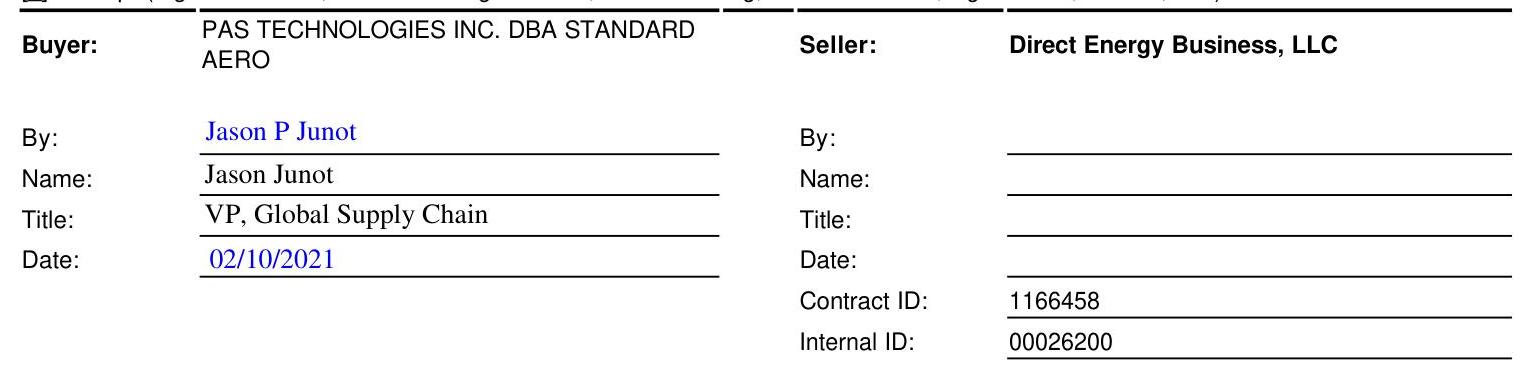 Buyer: PAS TECHNOLOGIES INC. DBA STANDARD AERO
Seller: Direct Energy Business, LLC
By: Jason P Junot
Name: Jason Junot
Title: VP, Global Supply Chain
Date: 02/10/2021
By:
Name:
Title:
Date:
Contract ID: 1166458
Internal ID: 00026200